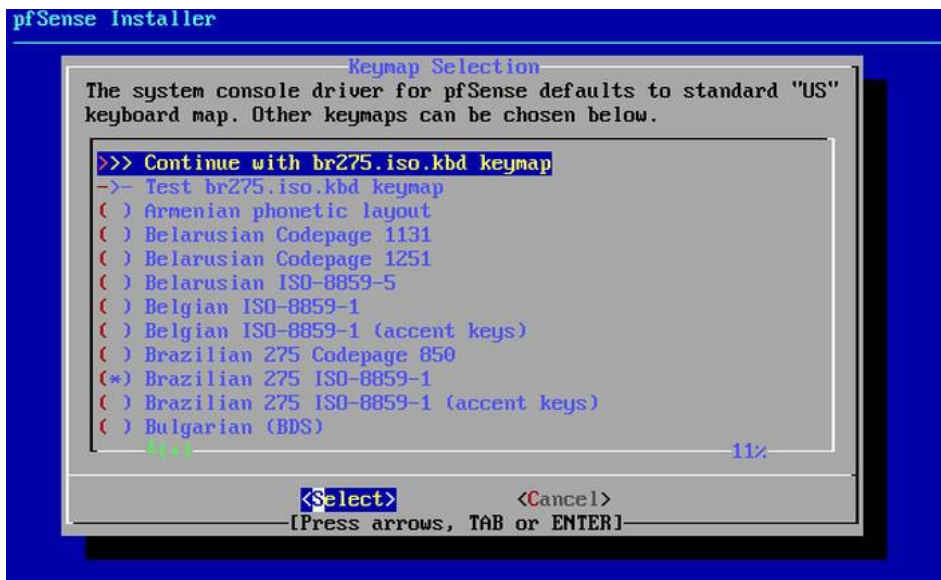 pfSense Installer
Keymap Selection
The system console driver for pfSense defaults to standard "US"
keyboard map. Other keymaps can be chosen below.
>>> Continue with br275.iso.kbd keymap
->- Test br275.iso.kbd keymap
( ) Armenian phonetic layout
( ) Belarusian Codepage 1131
( ) Belarusian Codepage 1251
( ) Belarusian ISO-8859-5
( ) Belgian ISO-8859-1
( ) Belgian ISO-8859-1 (accent keys)
( ) Brazilian 275 Codepage 850
(*) Brazilian 275 ISO-8859-1
( ) Brazilian 275 ISO-8859-1 (accent keys)
( ) Bulgarian (BDS)
11%
<Select> <Cancel>
[Press arrows, TAB or ENTER]